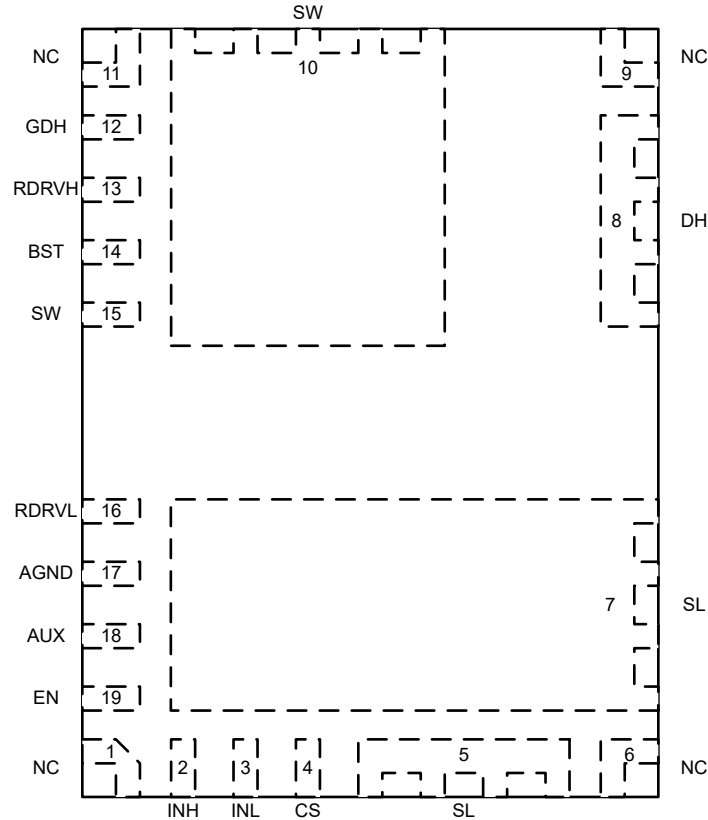 SW
NC 11 10 9 NC
GDH 12
RDRVH 13 8 DH
BST 14
SW 15
RDRVL 16
AGND 17
7 SL
AUX 18
EN 19
NC 1 2 3 4 5 6 NC
INH INL CS SL